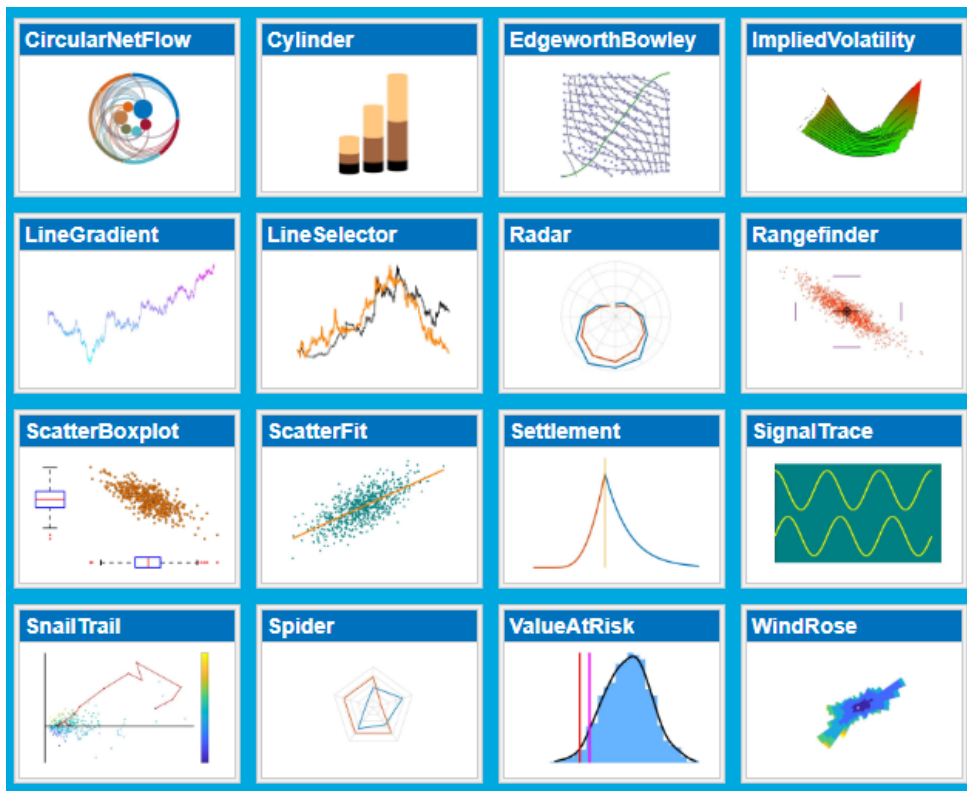 CircularNetFlow
Cylinder
EdgeworthBowley
ImpliedVolatility
LineGradient
LineSelector
Radar
Rangefinder
ScatterBoxplot
ScatterFit
Settlement
SignalTrace
SnailTrail
Spider
ValueAtRisk
WindRose